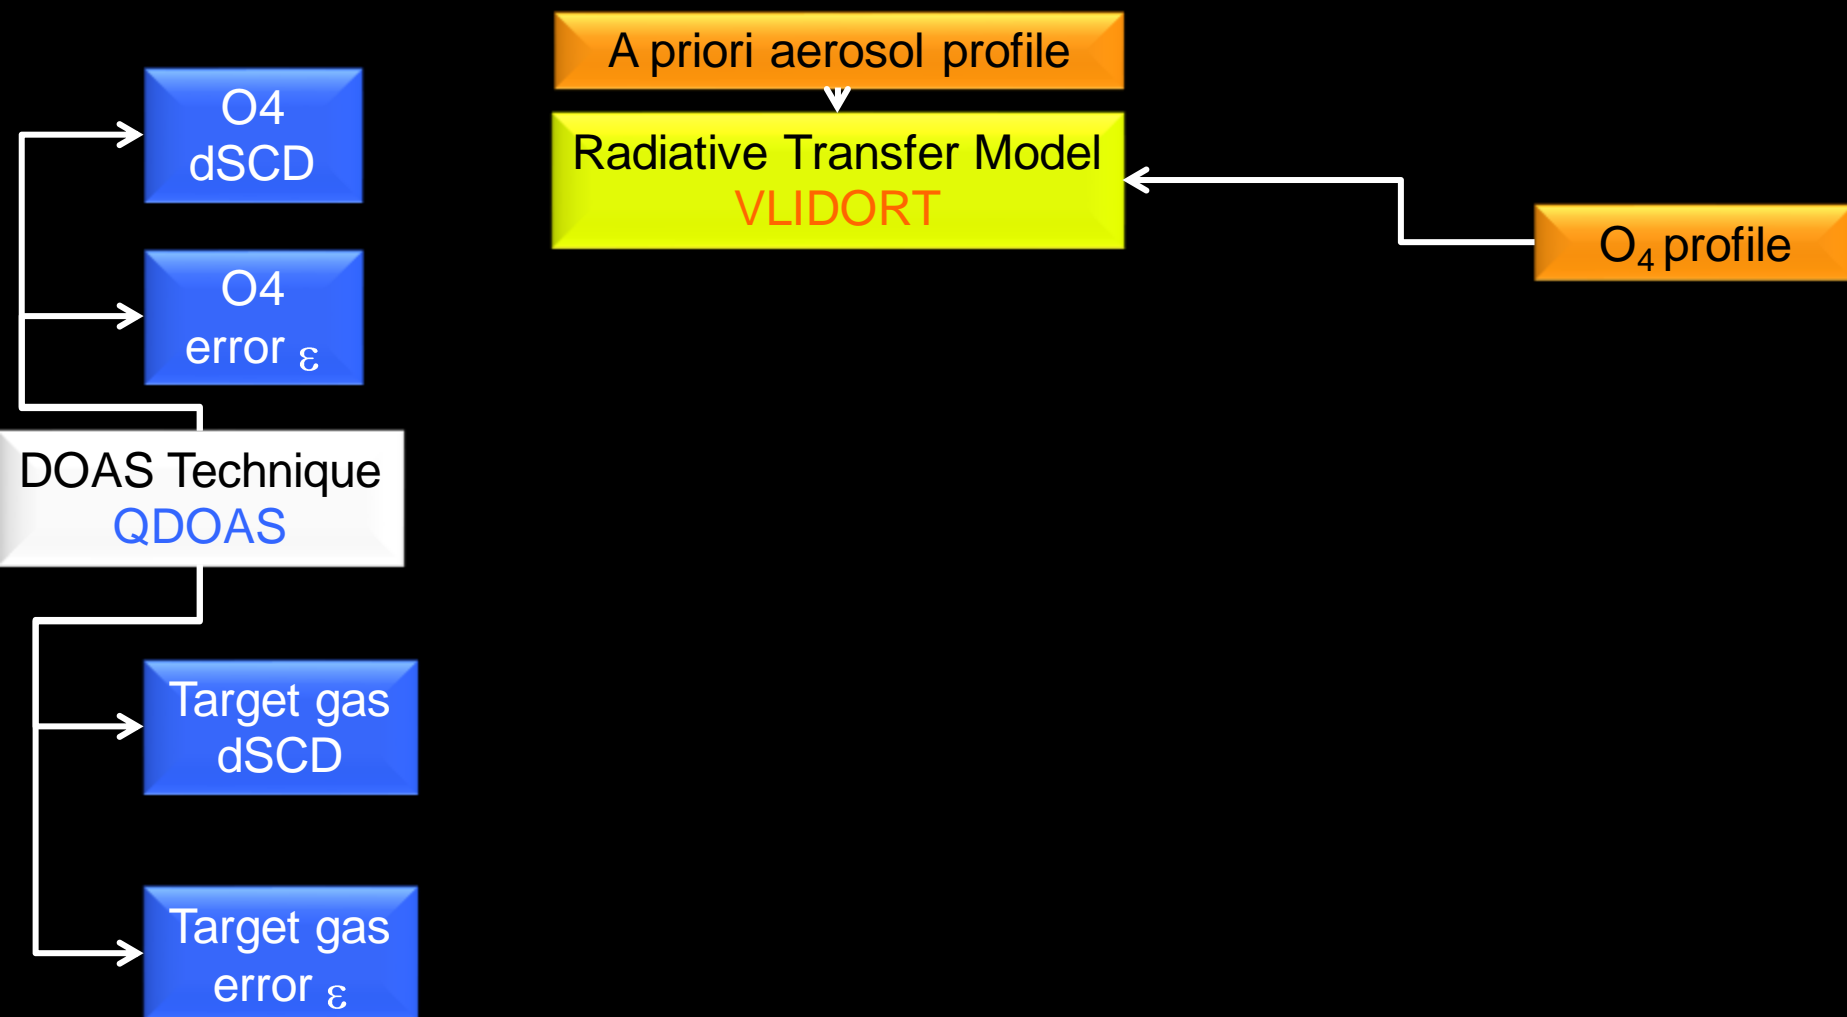 A priori aerosol profile
O4
dSCD
Radiative Transfer Model
VLIDORT
O₄ profile
O4
error ε
DOAS Technique
QDOAS
Target gas
dSCD
Target gas
error ε